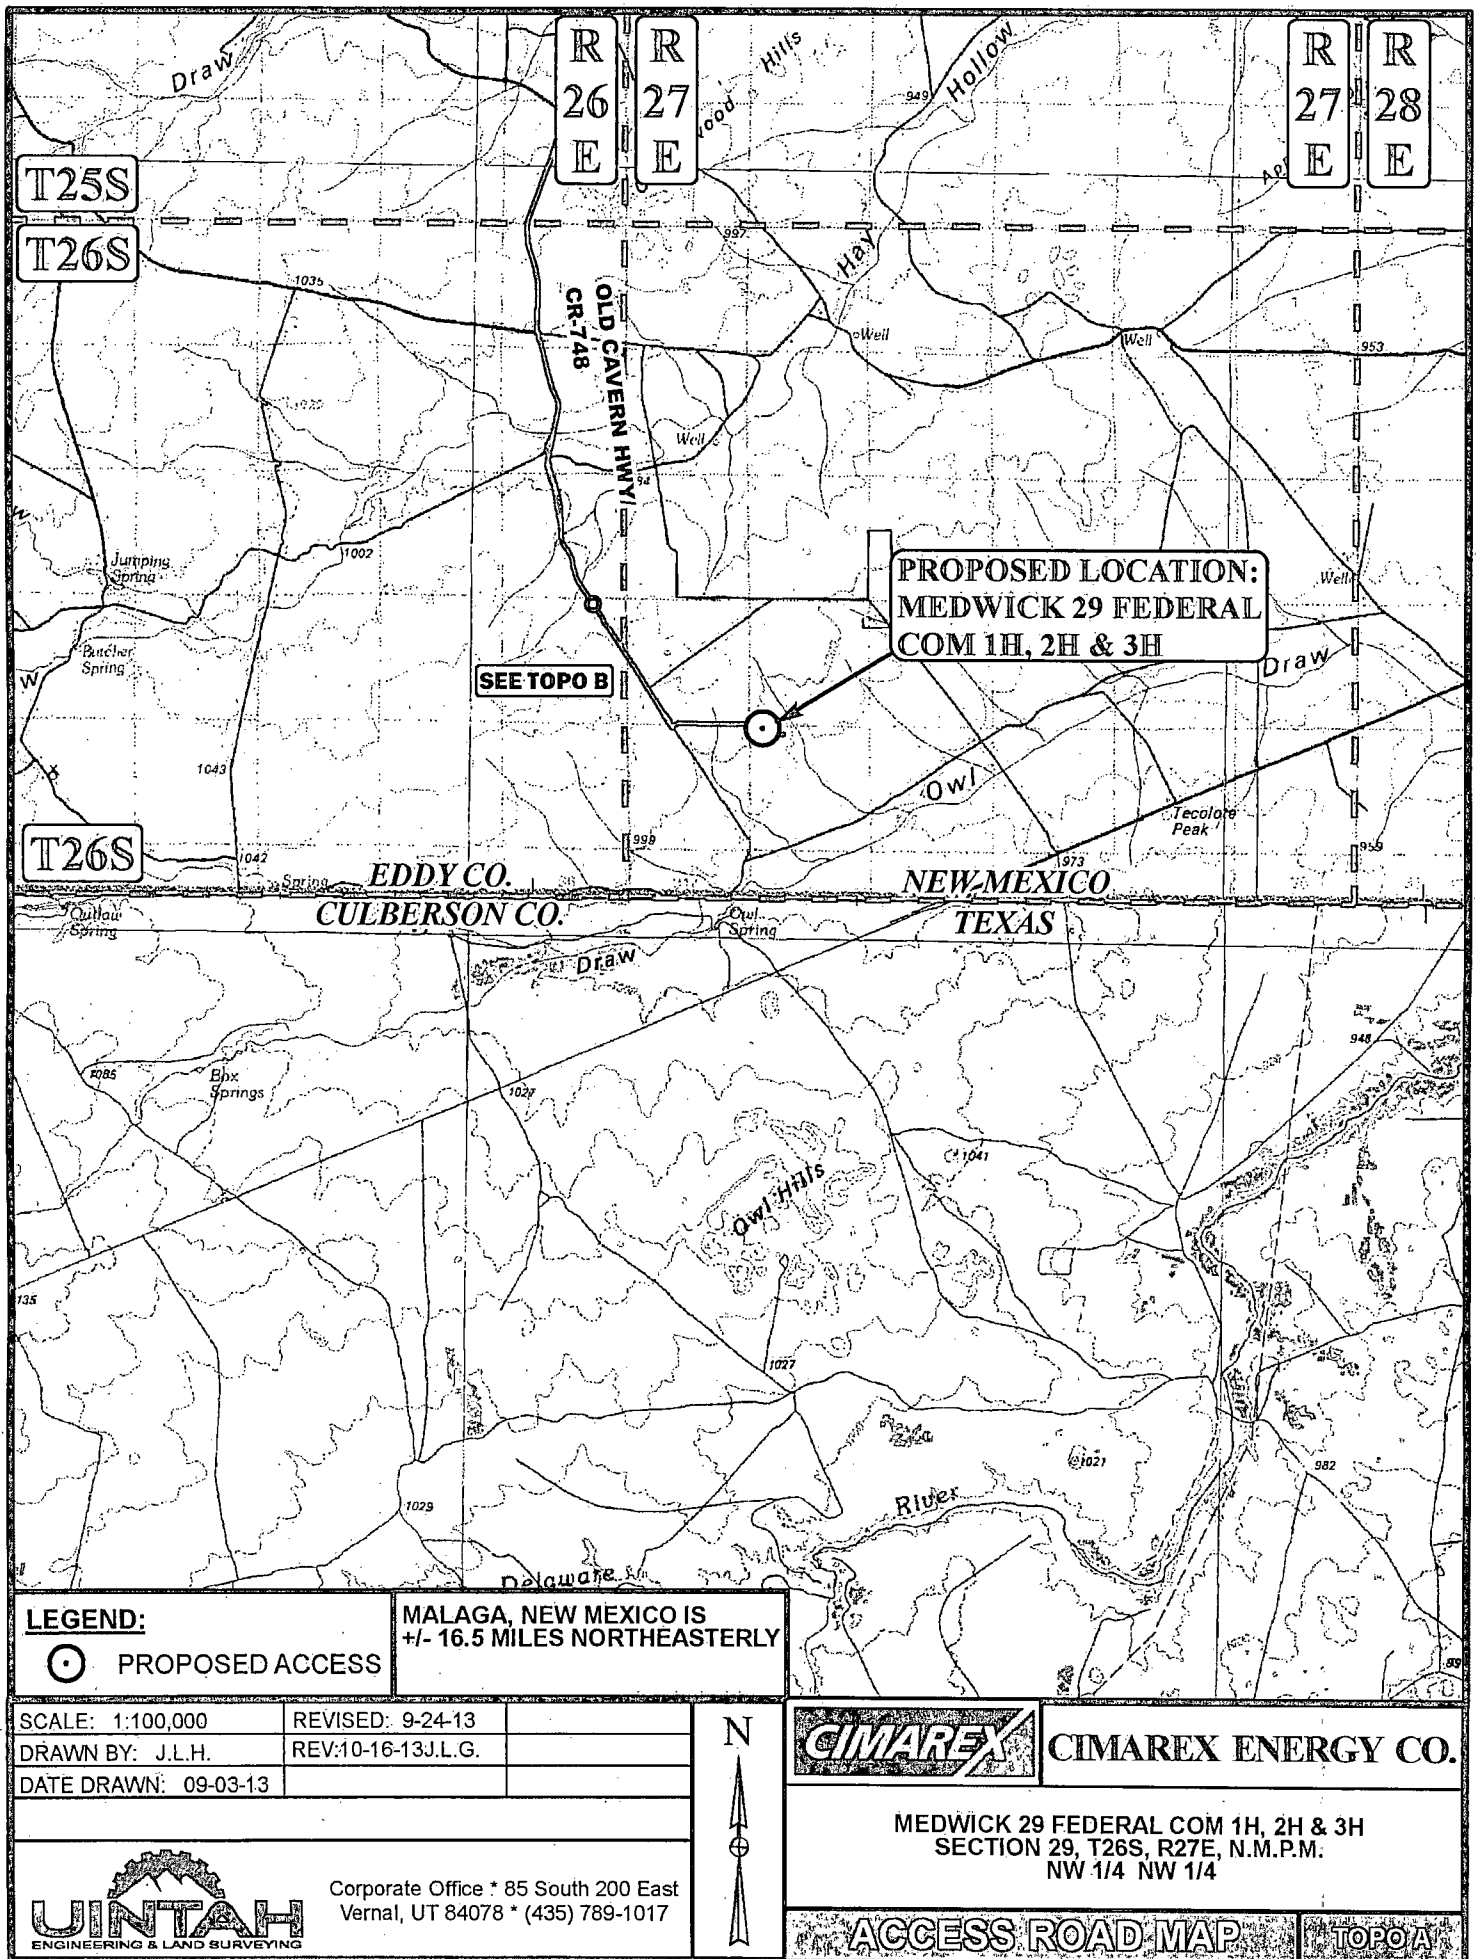 R
26
E
R
27
E
R
27
E
R
28
E
Draw
Hills
wood
949
Hollow
T25S
T26S
997
Hay
1035
OLD CAVERN HWY/
CR-748
Well
Well
953
Well
Jumping
Spring
1002
PROPOSED LOCATION:
MEDWICK 29 FEDERAL
COM 1H, 2H & 3H
Well
Butcher
Spring
W
SEE TOPO B
Draw
1043
Owl
Tecolote
Peak
T26S
1042
999
959
973
Spring
EDDY CO.
NEW MEXICO
CULBERSON CO.
TEXAS
Outlaw
Spring
Owl
Spring
Draw
948
1085
Box
Springs
1027
1041
Owl Hills
135
1027
1021
982
1029
River
Delaware
LEGEND:
PROPOSED ACCESS
MALAGA, NEW MEXICO IS
+/- 16.5 MILES NORTHEASTERLY
SCALE: 1:100,000
REVISED: 9-24-13
DRAWN BY: J.L.H.
REV:10-16-13J.L.G.
DATE DRAWN: 09-03-13
N
CIMAREX
CIMAREX ENERGY CO.
MEDWICK 29 FEDERAL COM 1H, 2H & 3H
SECTION 29, T26S, R27E, N.M.P.M.
NW 1/4 NW 1/4
UINTAH
ENGINEERING & LAND SURVEYING
Corporate Office * 85 South 200 East
Vernal, UT 84078 * (435) 789-1017
ACCESS ROAD MAP
TOPO A